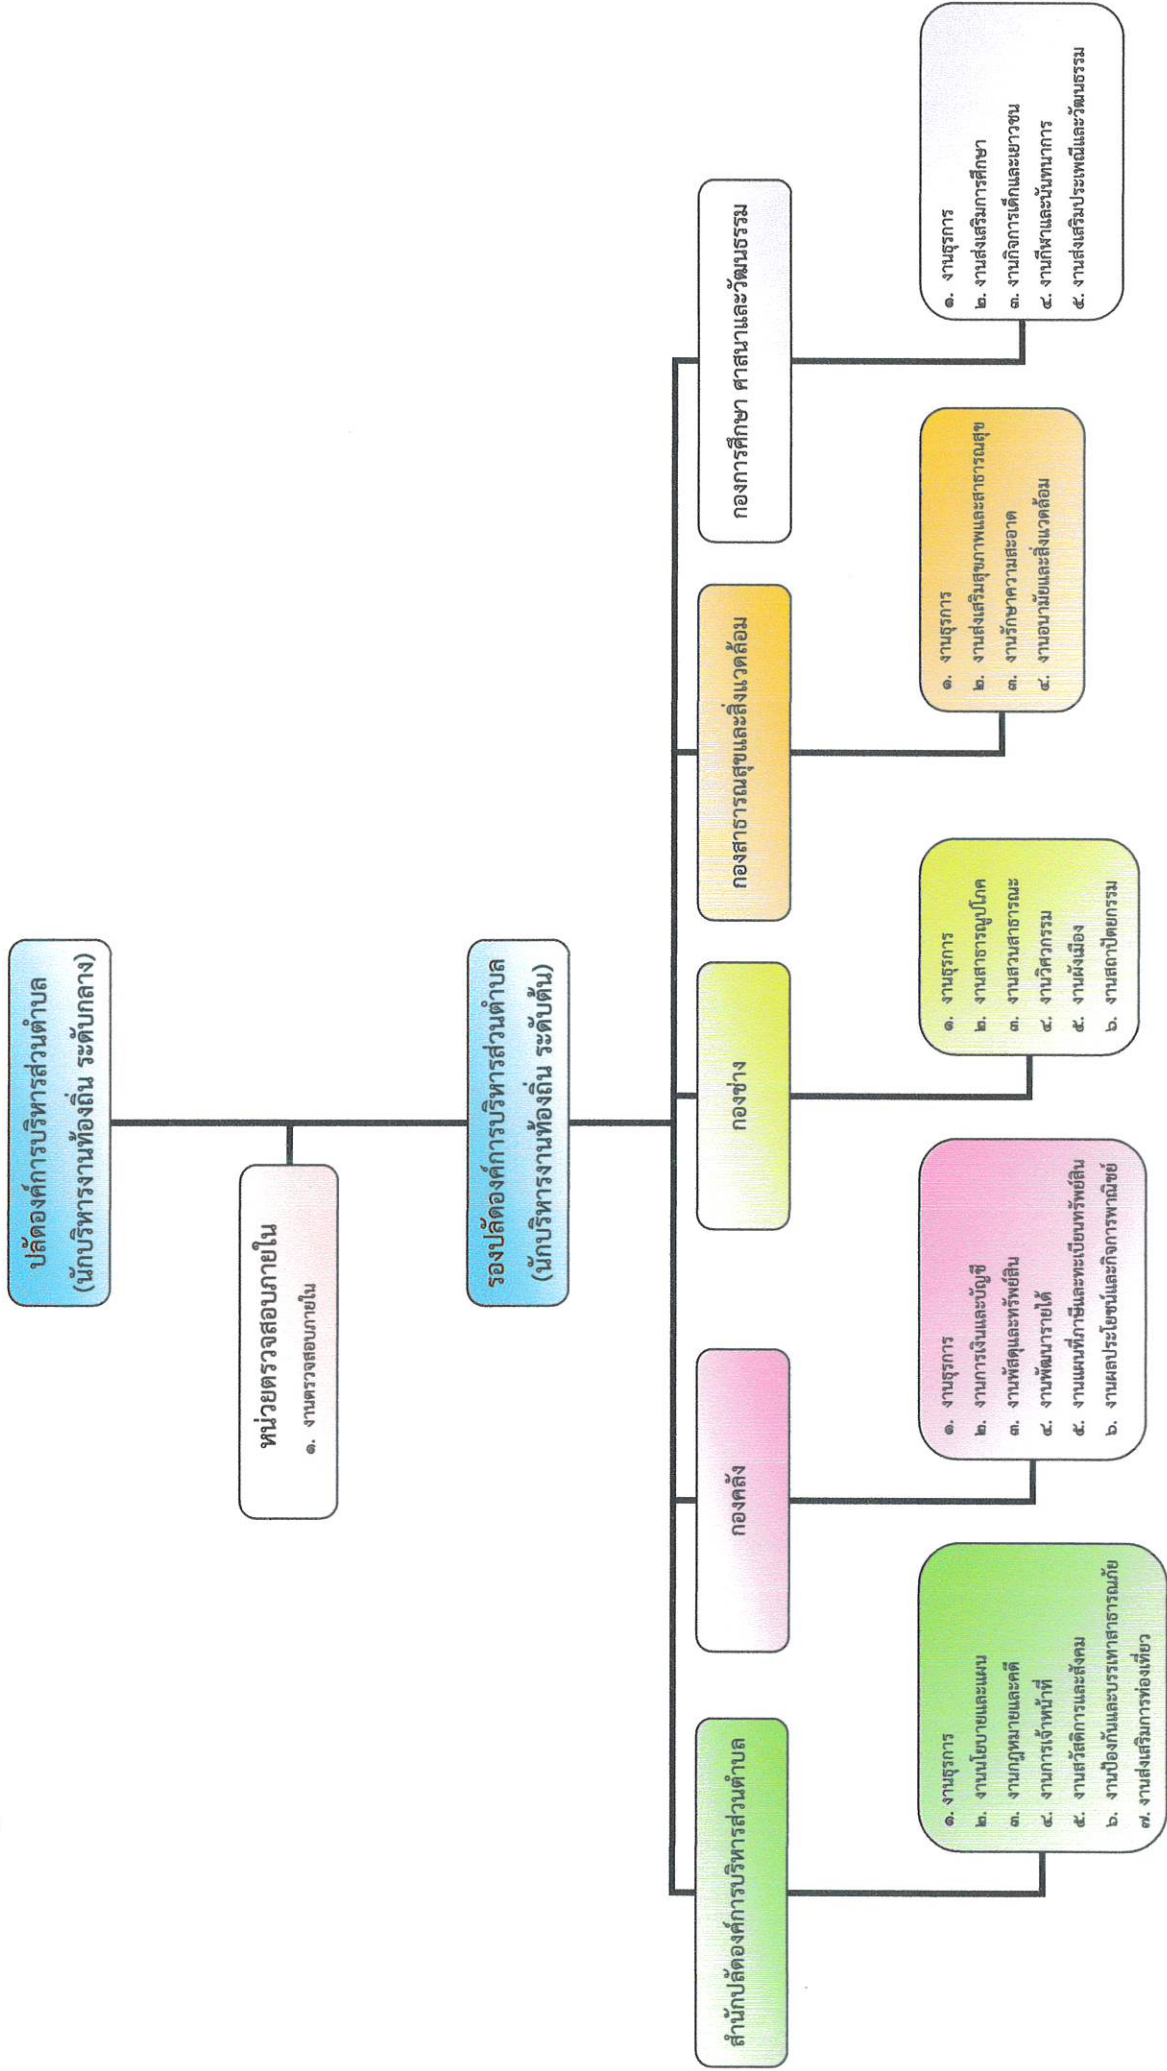 ปลัดองค์การบริหารส่วนตำบล
(นักบริหารงานท้องถิ่น ระดับกลาง)
หน่วยตรวจสอบภายใน
๑. งานตรวจสอบภายใน
รองปลัดองค์การบริหารส่วนตำบล
(นักบริหารงานท้องถิ่น ระดับต้น)
สำนักปลัดองค์การบริหารส่วนตำบล
๑. งานธุรการ
๒. งานนโยบายและแผน
๓. งานกฎหมายและคดี
๔. งานการเจ้าหน้าที่
๕. งานสวัสดิการและสังคม
๖. งานป้องกันและบรรเทาสาธารณภัย
๗. งานส่งเสริมการท่องเที่ยว
กองคลัง
๑. งานธุรการ
๒. งานการเงินและบัญชี
๓. งานพัสดุและทรัพย์สิน
๔. งานพัฒนารายได้
๕. งานแผนที่ภาษีและทะเบียนทรัพย์สิน
๖. งานผลประโยชน์และกิจการพาณิชย์
กองช่าง
๑. งานธุรการ
๒. งานสาธารณูปโภค
๓. งานสวนสาธารณะ
๔. งานวิศวกรรม
๕. งานผังเมือง
๖. งานสถาปัตยกรรม
กองสาธารณสุขและสิ่งแวดล้อม
๑. งานธุรการ
๒. งานส่งเสริมสุขภาพและสาธารณสุข
๓. งานรักษาความสะอาด
๔. งานอนามัยและสิ่งแวดล้อม
กองการศึกษา ศาสนาและวัฒนธรรม
๑. งานธุรการ
๒. งานส่งเสริมการศึกษา
๓. งานกิจการเด็กและเยาวชน
๔. งานกีฬาและนันทนาการ
๕. งานส่งเสริมประเพณีและวัฒนธรรม